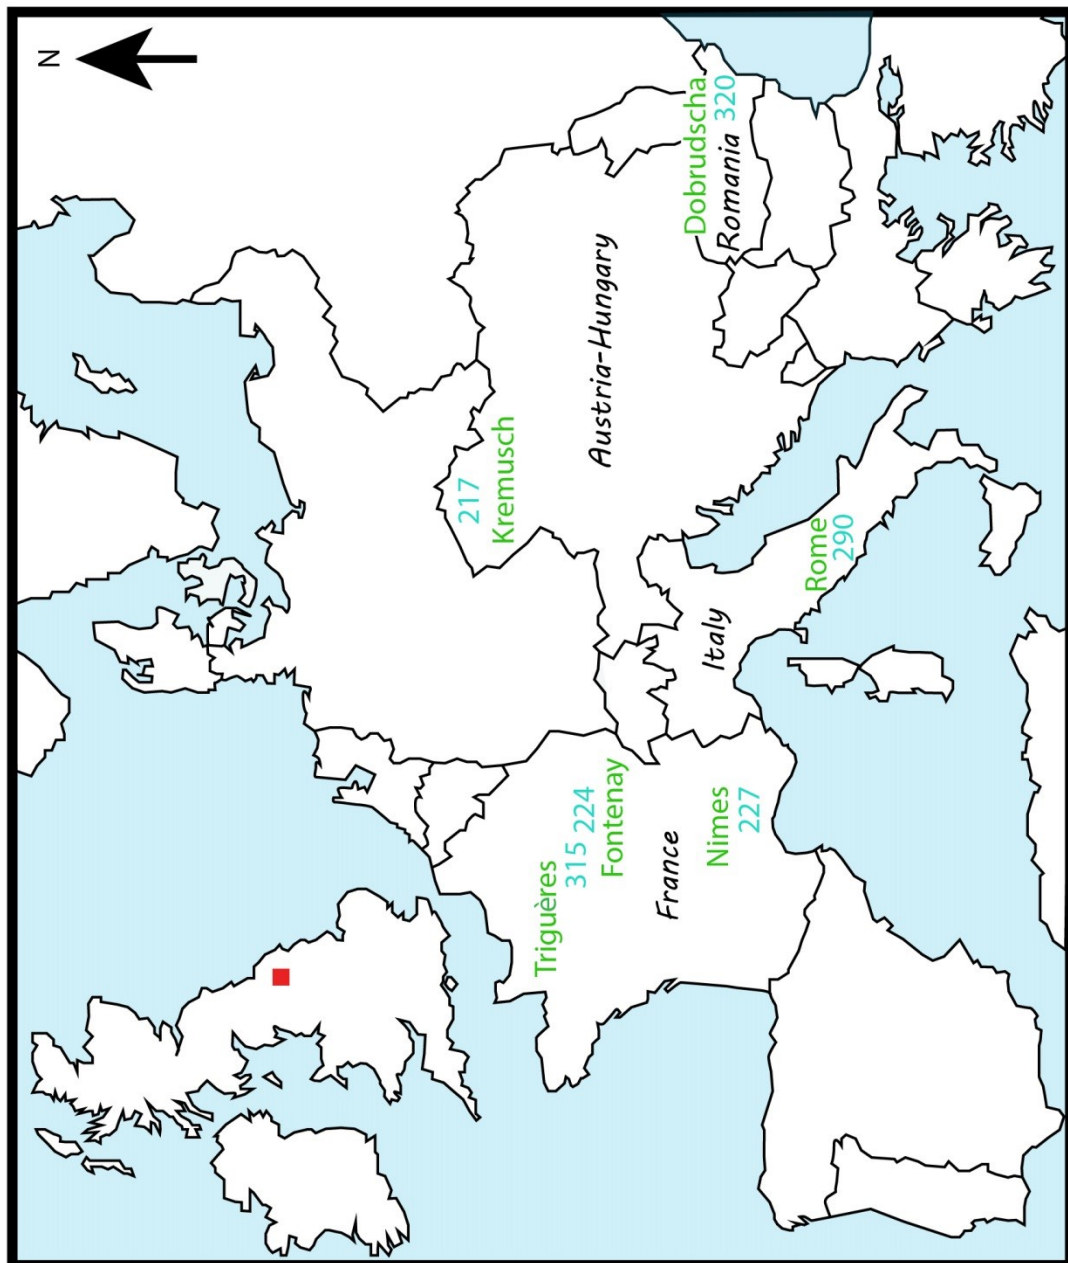 N
217
Kremusch
Austria-Hungary
Dobrudscha
Romania
320
Triguères
315
224
Fontenay
France
Nimes
227
Italy
Rome
290